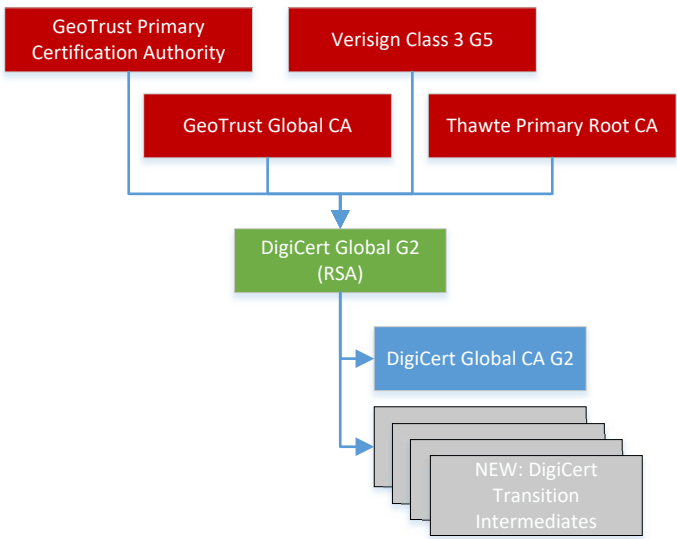 GeoTrust Primary
Certification Authority
Verisign Class 3 G5
GeoTrust Global CA
Thawte Primary Root CA
DigiCert Global G2
(RSA)
DigiCert Global CA G2
NEW: DigiCert
Transition
Intermediates